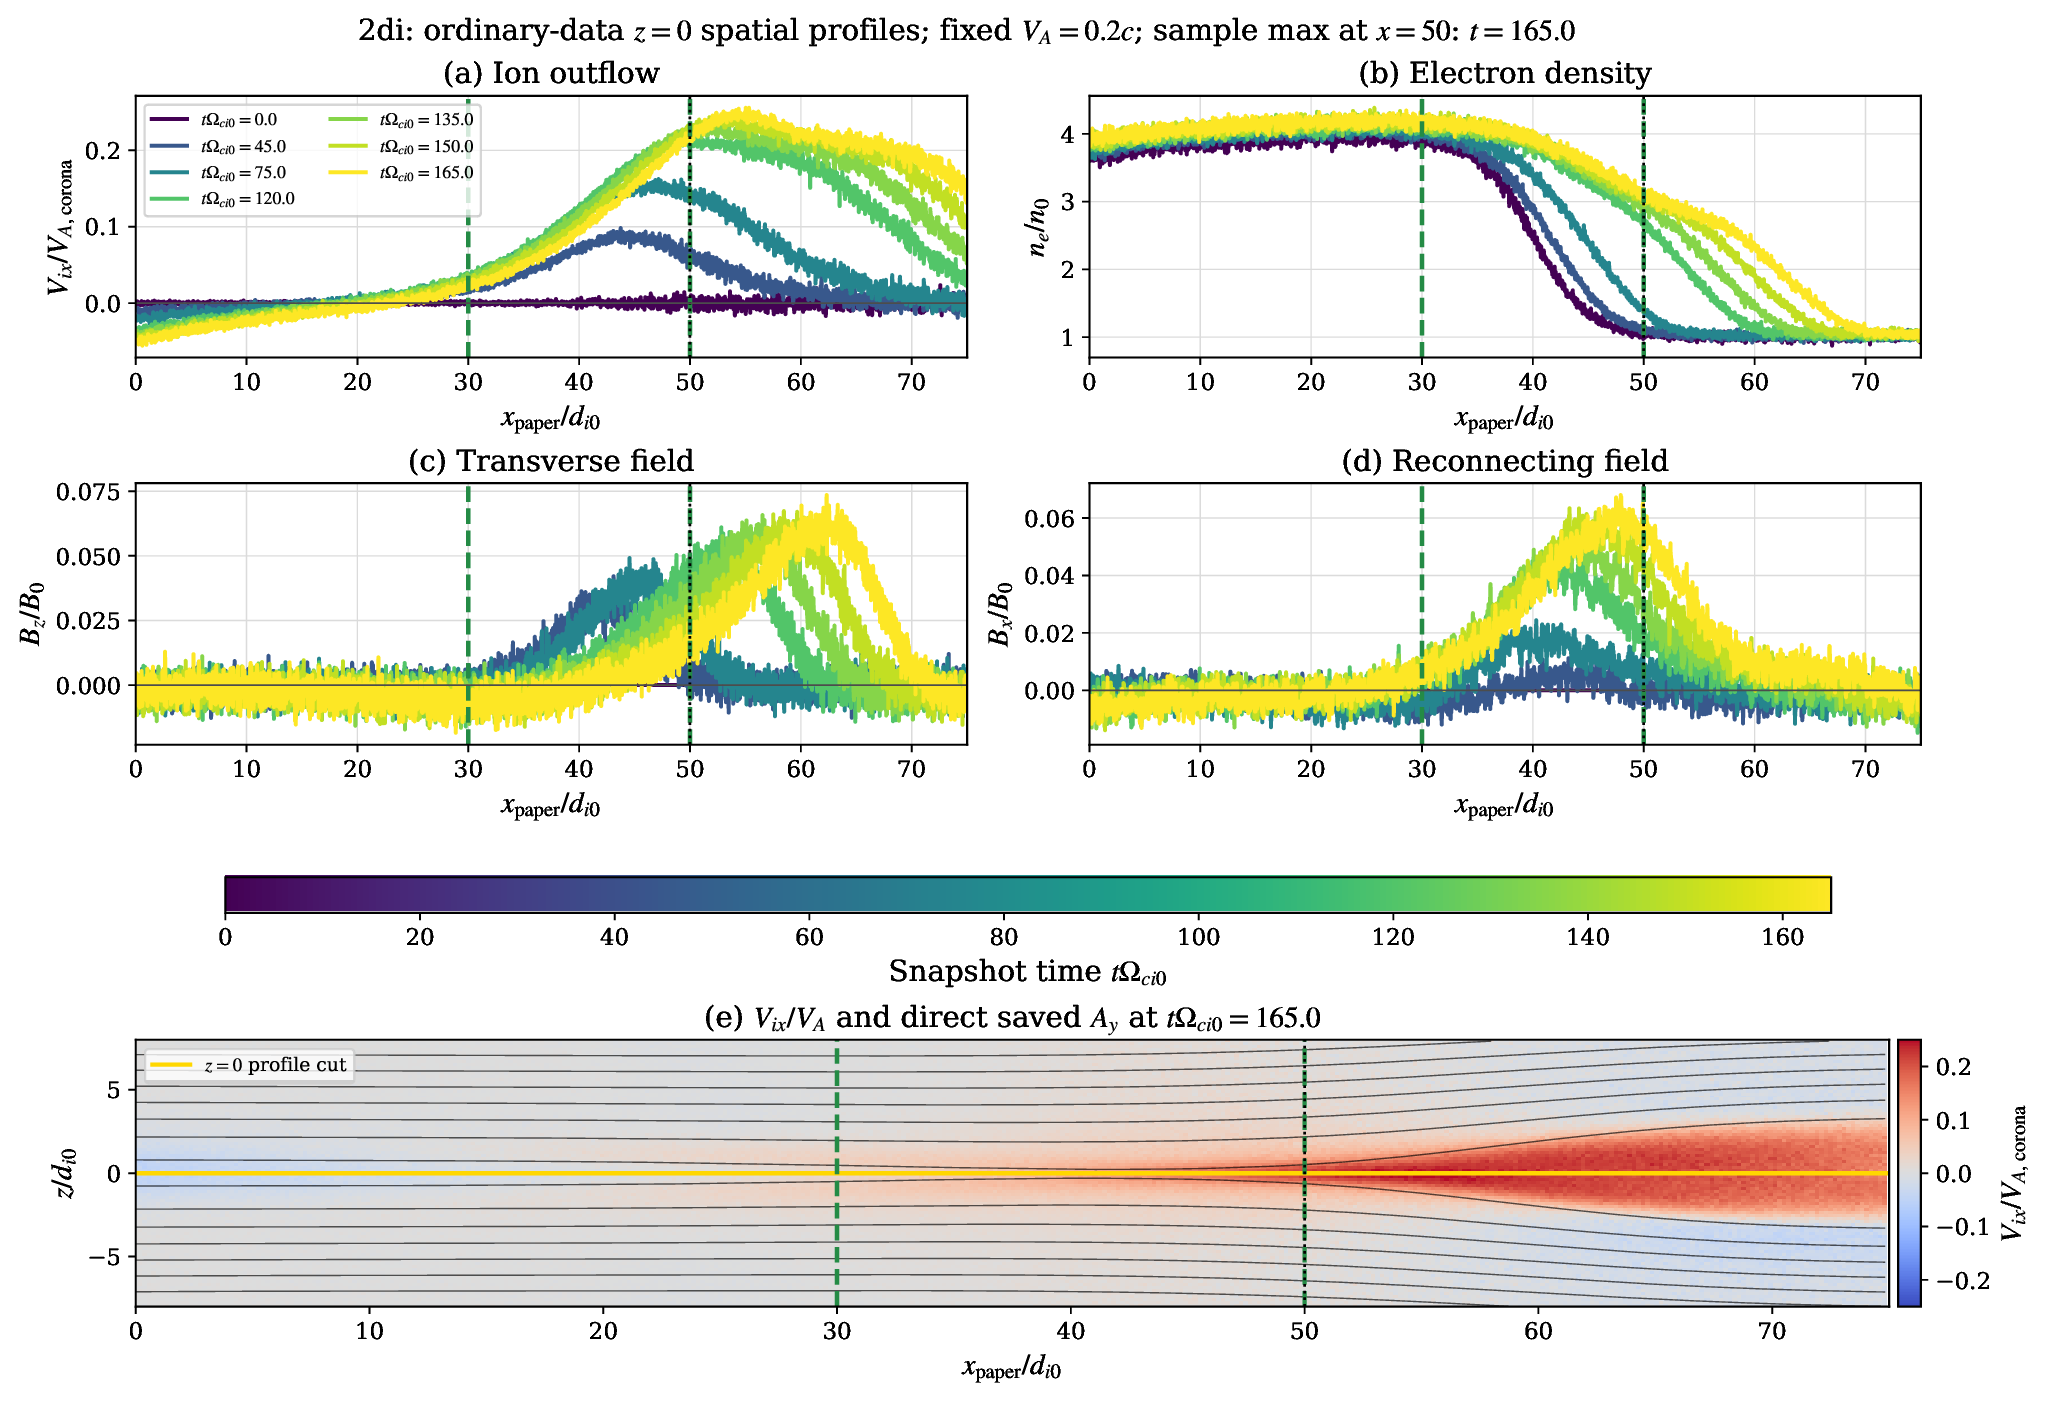 2di: ordinary-data z = 0 spatial profiles; fixed V_A = 0.2c; sample max at x = 50: t = 165.0
(a) Ion outflow
V_ix/V_A, corona
0.2
0.1
0.0
tΩ_ci0 = 0.0
tΩ_ci0 = 45.0
tΩ_ci0 = 75.0
tΩ_ci0 = 120.0
tΩ_ci0 = 135.0
tΩ_ci0 = 150.0
tΩ_ci0 = 165.0
0 10 20 30 40 50 60 70
x_paper/d_i0
(b) Electron density
n_e/n_0
4
3
2
1
0 10 20 30 40 50 60 70
x_paper/d_i0
(c) Transverse field
B_z/B_0
0.075
0.050
0.025
0.000
0 10 20 30 40 50 60 70
x_paper/d_i0
(d) Reconnecting field
B_x/B_0
0.06
0.04
0.02
0.00
0 10 20 30 40 50 60 70
x_paper/d_i0
0 20 40 60 80 100 120 140 160
Snapshot time tΩ_ci0
(e) V_ix/V_A and direct saved A_y at tΩ_ci0 = 165.0
z/d_i0
5
0
−5
z = 0 profile cut
0 10 20 30 40 50 60 70
x_paper/d_i0
0.2
0.1
0.0
−0.1
−0.2
V_ix/V_A, corona